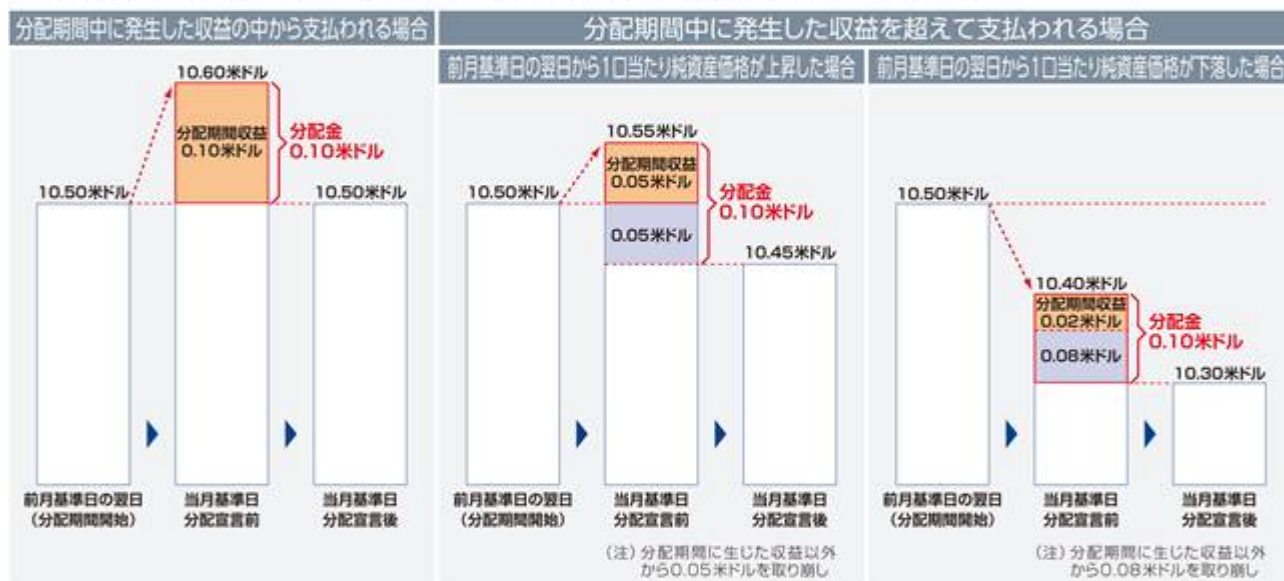 分配期間中に発生した収益の中から支払われる場合
10.60米ドル
分配期間収益
0.10米ドル
分配金
0.10米ドル
10.50米ドル
10.50米ドル
前月基準日の翌日
(分配期間開始)
当月基準日
分配宣言前
当月基準日
分配宣言後
分配期間中に発生した収益を超えて支払われる場合
前月基準日の翌日から1口当たり純資産価格が上昇した場合
10.55米ドル
分配期間収益
0.05米ドル
分配金
0.10米ドル
10.50米ドル
0.05米ドル
10.45米ドル
前月基準日の翌日
(分配期間開始)
当月基準日
分配宣言前
当月基準日
分配宣言後
(注)分配期間に生じた収益以外
から0.05米ドルを取り崩し
前月基準日の翌日から1口当たり純資産価格が下落した場合
10.50米ドル
10.40米ドル
分配期間収益
0.02米ドル
分配金
0.10米ドル
0.08米ドル
10.30米ドル
前月基準日の翌日
(分配期間開始)
当月基準日
分配宣言前
当月基準日
分配宣言後
(注)分配期間に生じた収益以外
から0.08米ドルを取り崩し